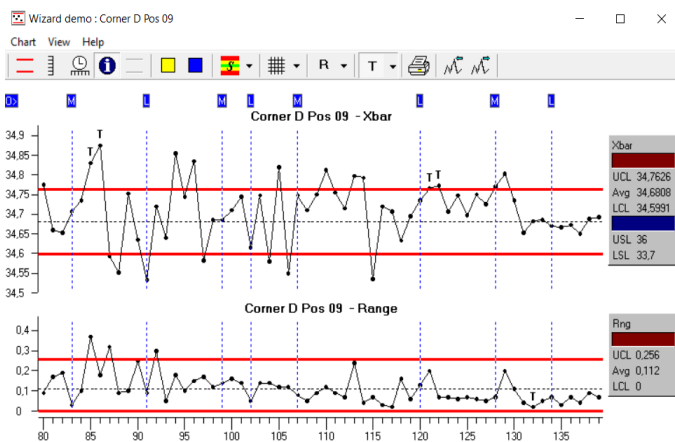 Wizard demo : Corner D Pos 09
Chart View Help
S R T
O> M L M L M L M L
Corner D Pos 09 - Xbar
34,9
34,85
34,8
34,75
34,7
34,65
34,6
34,55
34,5
T T T T
Xbar
UCL 34,7626
Avg 34,6808
LCL 34,5991
USL 36
LSL 33,7
Corner D Pos 09 - Range
0,4
0,3
0,2
0,1
0
T
Rng
UCL 0,256
Avg 0,112
LCL 0
80 85 90 95 100 105 110 115 120 125 130 135